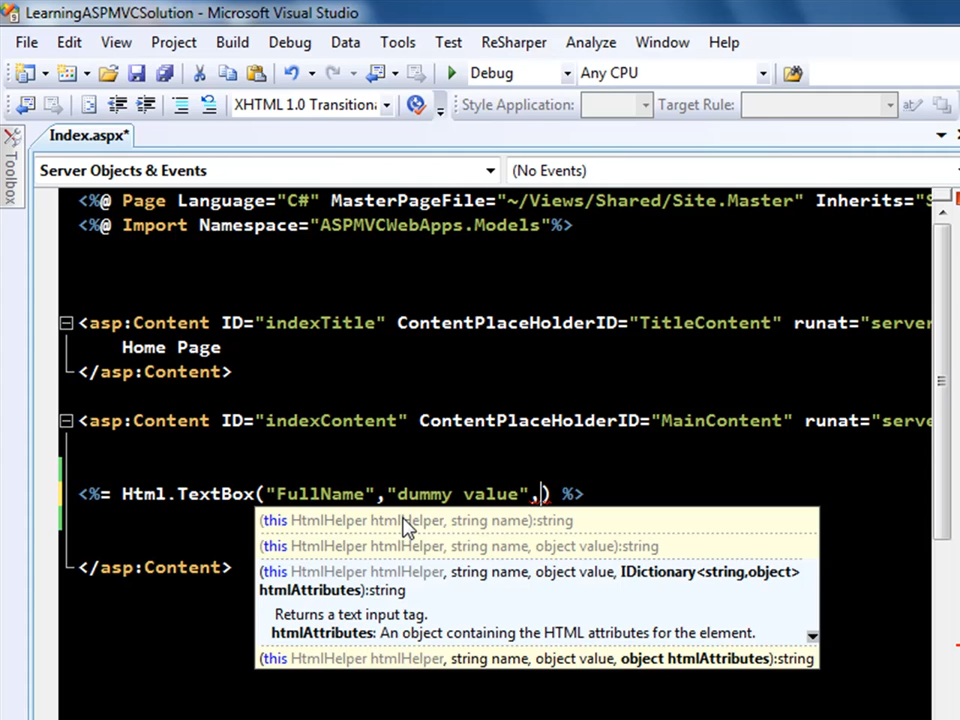 LearningASPMVCSolution - Microsoft Visual Studio
File Edit View Project Build Debug Data Tools Test ReSharper Analyze Window Help
Debug Any CPU
XHTML 1.0 Transition Style Application: Target Rule:
Index.aspx*
Toolbox
Server Objects & Events (No Events)
<%@ Page Language="C#" MasterPageFile="~/Views/Shared/Site.Master" Inherits="S
<%@ Import Namespace="ASPMVCWebApps.Models"%>
<asp:Content ID="indexTitle" ContentPlaceHolderID="TitleContent" runat="server
Home Page
</asp:Content>
<asp:Content ID="indexContent" ContentPlaceHolderID="MainContent" runat="serve
<%= Html.TextBox("FullName","dummy value",) %>
(this HtmlHelper htmlHelper, string name):string
(this HtmlHelper htmlHelper, string name, object value):string
(this HtmlHelper htmlHelper, string name, object value, IDictionary<string,object>
htmlAttributes):string
Returns a text input tag.
htmlAttributes: An object containing the HTML attributes for the element.
(this HtmlHelper htmlHelper, string name, object value, object htmlAttributes):string
</asp:Content>